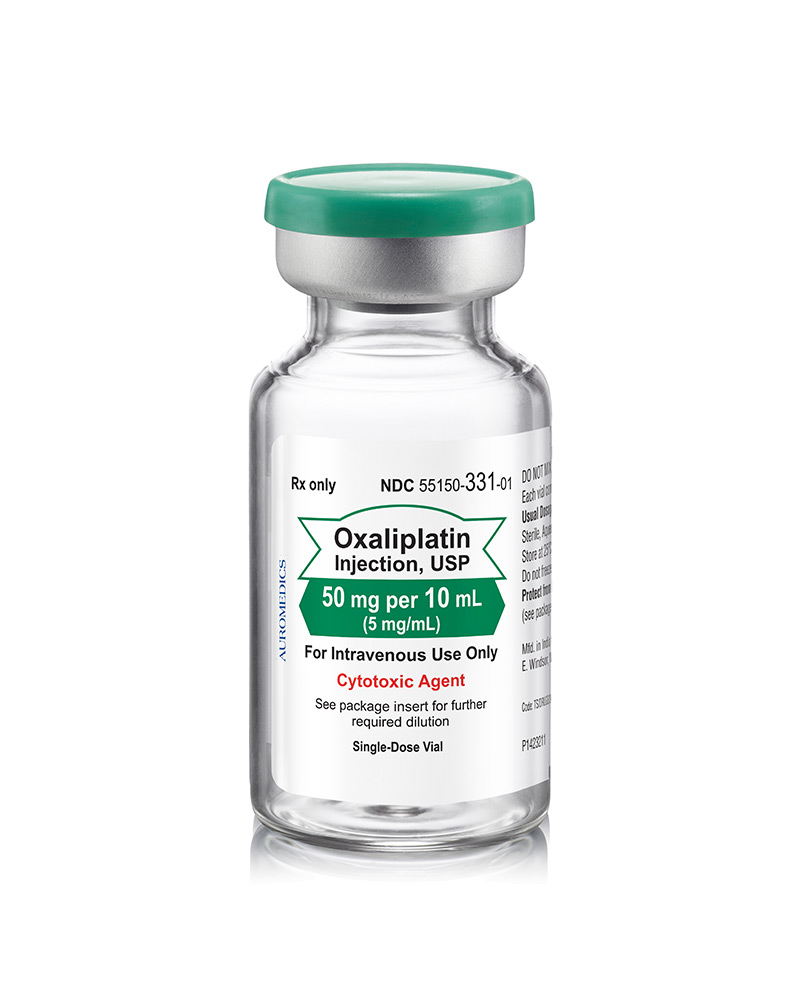 Rx only NDC 55150-331-01
Oxaliplatin
Injection, USP
50 mg per 10 mL
(5 mg/mL)
For Intravenous Use Only
Cytotoxic Agent
See package insert for further
required dilution
Single-Dose Vial
AUROMEDICS
DO NOT
Each vial
Usual
Sterile,
Store at
Do not
Protect
(see
Mfd. in
E. Windsor,
Code:
P1423211